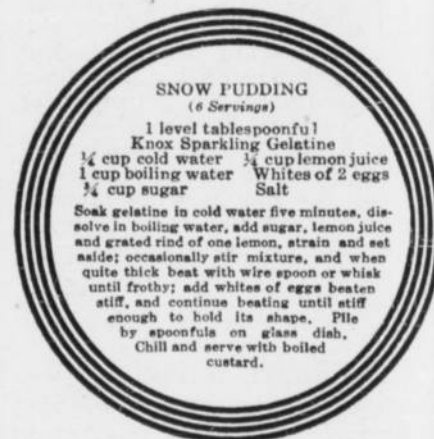 SNOW PUDDING
(6 Servings)
1 level tablespoonful
Knox Sparkling Gelatine
¼ cup cold water ¼ cup lemon juice
1 cup boiling water Whites of 2 eggs
¾ cup sugar Salt
Soak gelatine in cold water five minutes, dis-
solve in boiling water, add sugar, lemon juice
and grated rind of one lemon, strain and set
aside; occasionally stir mixture, and when
quite thick beat with wire spoon or whisk
until frothy; add whites of eggs beaten
stiff, and continue beating until stiff
enough to hold its shape. Pile
by spoonfuls on glass dish.
Chill and serve with boiled
custard.